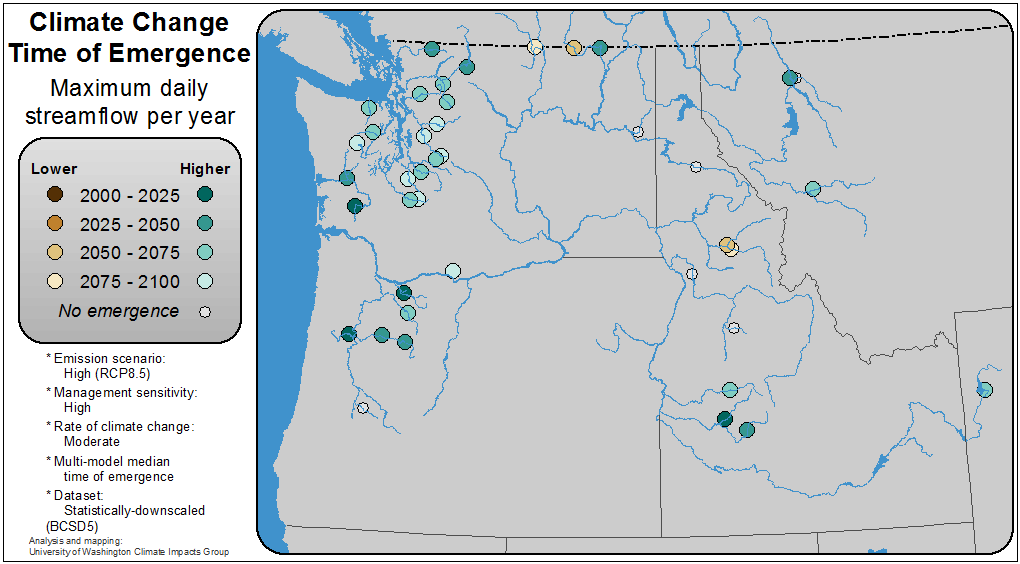 Climate Change
Time of Emergence
Maximum daily
streamflow per year
Lower Higher
2000 - 2025
2025 - 2050
2050 - 2075
2075 - 2100
No emergence
* Emission scenario:
High (RCP8.5)
* Management sensitivity:
High
* Rate of climate change:
Moderate
* Multi-model median
time of emergence
* Dataset:
Statistically-downscaled
(BCSD5)
Analysis and mapping:
University of Washington Climate Impacts Group